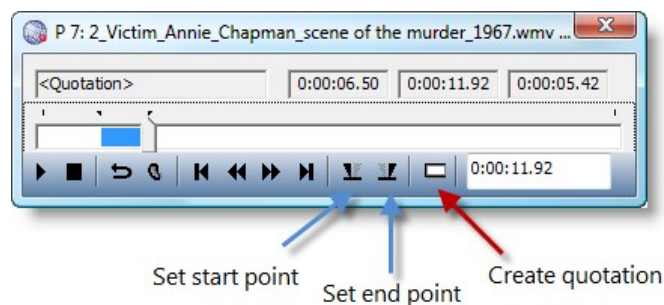 P 7: 2_Victim_Annie_Chapman_scene of the murder_1967.wmv ...
<Quotation> 0:00:06.50 0:00:11.92 0:00:05.42
0:00:11.92
Set start point
Set end point
Create quotation